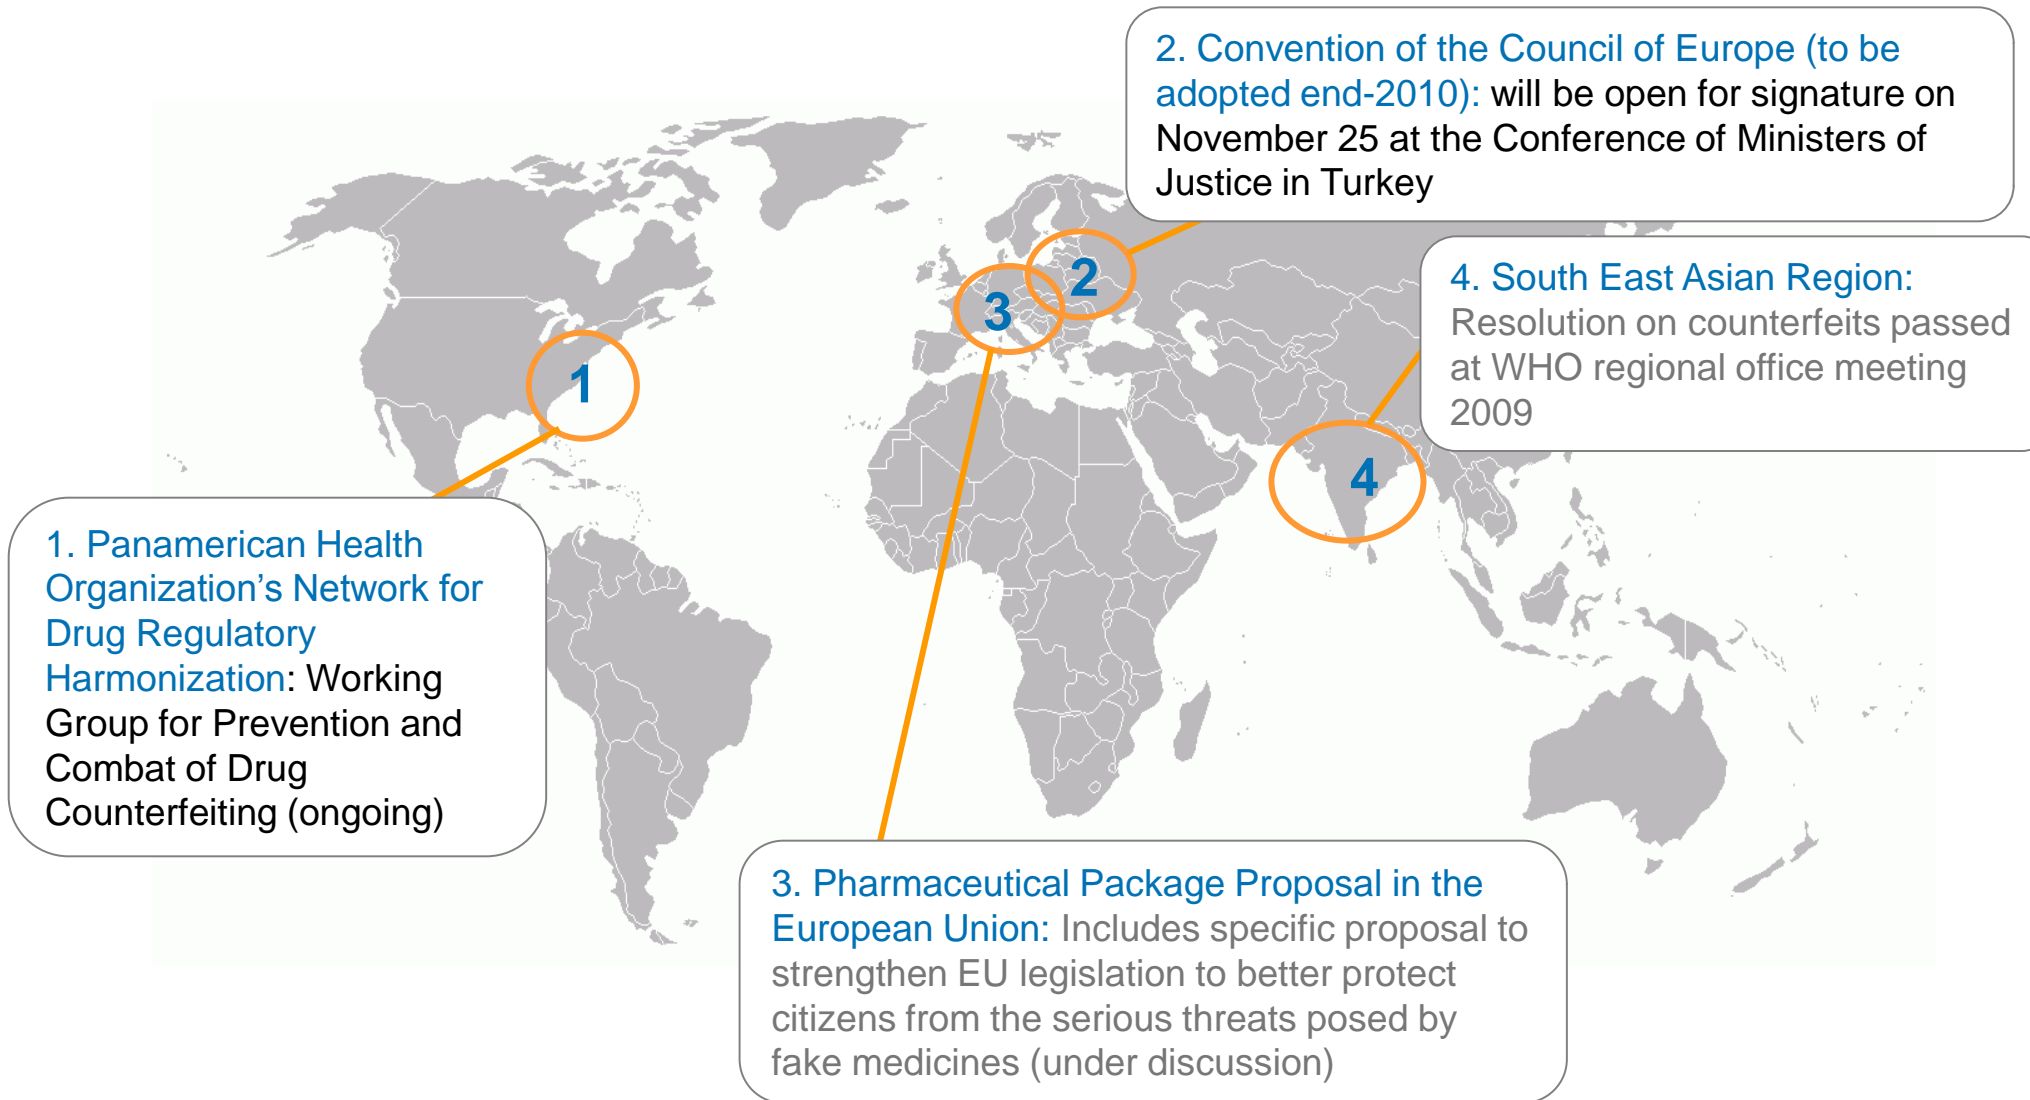 2. Convention of the Council of Europe (to be
adopted end-2010): will be open for signature on
November 25 at the Conference of Ministers of
Justice in Turkey
4. South East Asian Region:
Resolution on counterfeits passed
at WHO regional office meeting
2009
2
3
1
4
1. Panamerican Health
Organization’s Network for
Drug Regulatory
Harmonization: Working
Group for Prevention and
Combat of Drug
Counterfeiting (ongoing)
3. Pharmaceutical Package Proposal in the
European Union: Includes specific proposal to
strengthen EU legislation to better protect
citizens from the serious threats posed by
fake medicines (under discussion)